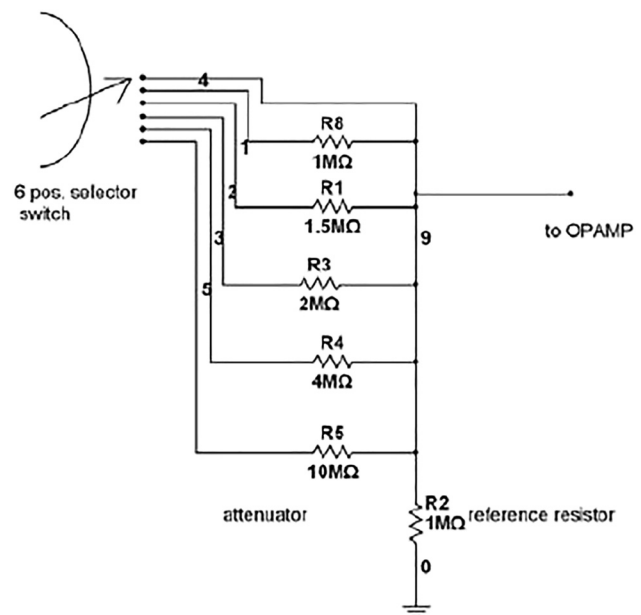 4
R8
1
1MΩ
6 pos. selector
switch
2
R1
1.5MΩ
to OPAMP
3
9
R3
2MΩ
5
R4
4MΩ
R5
10MΩ
attenuator
R2
1MΩ
reference resistor
0